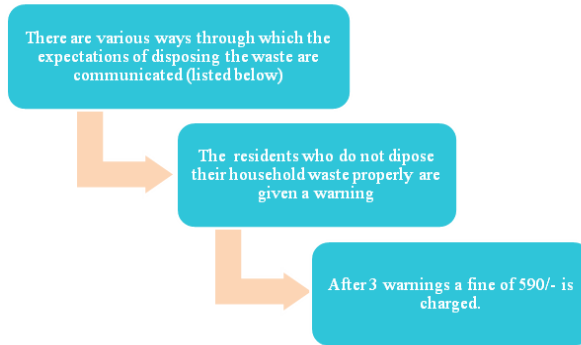 There are various ways through which the
expectations of disposing the waste are
communicated (listed below)
The residents who do not dipose
their household waste properly are
given a warning
After 3 warnings a fine of 590/- is
charged.